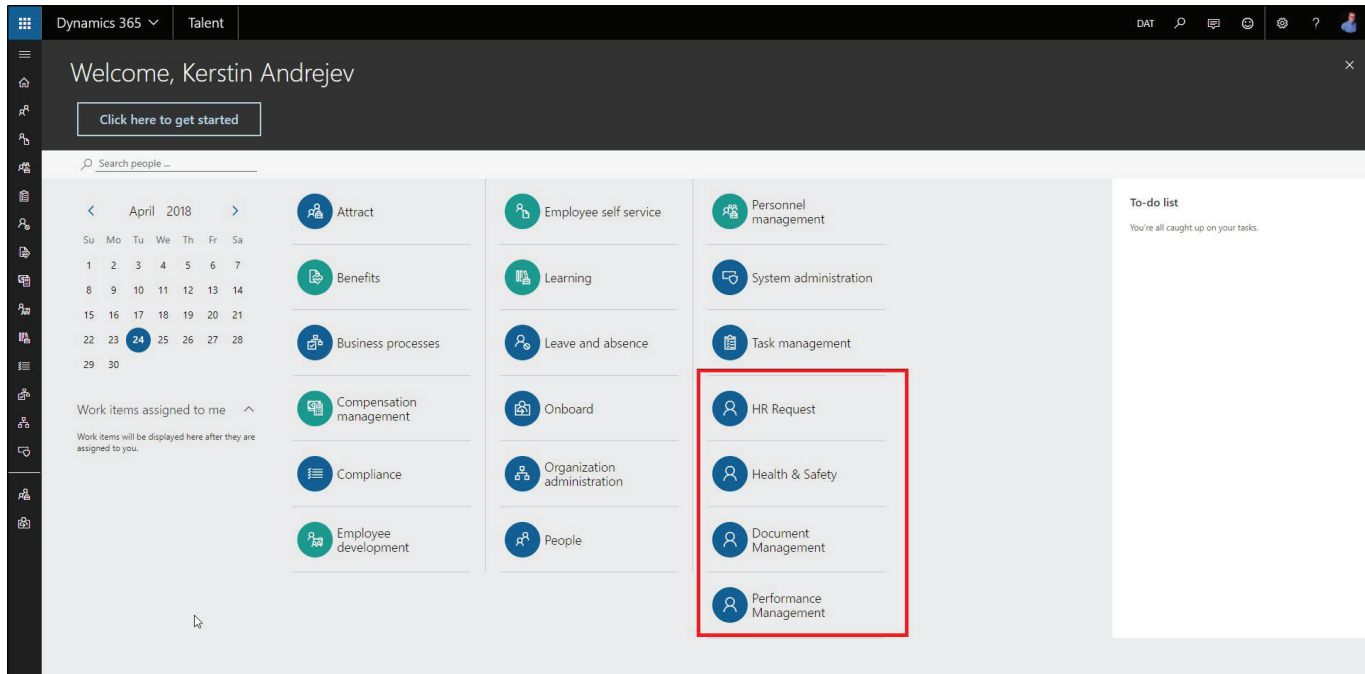 Dynamics 365 Talent DAT ?
Welcome, Kerstin Andrejev
Click here to get started
Search people ...
April 2018
Su Mo Tu We Th Fr Sa
1 2 3 4 5 6 7
8 9 10 11 12 13 14
15 16 17 18 19 20 21
22 23 24 25 26 27 28
29 30
Work items assigned to me
Work items will be displayed here after they are
assigned to you.
Attract
Benefits
Business processes
Compensation
management
Compliance
Employee
development
Employee self service
Learning
Leave and absence
Onboard
Organization
administration
People
Personnel
management
System administration
Task management
HR Request
Health & Safety
Document
Management
Performance
Management
To-do list
You're all caught up on your tasks.